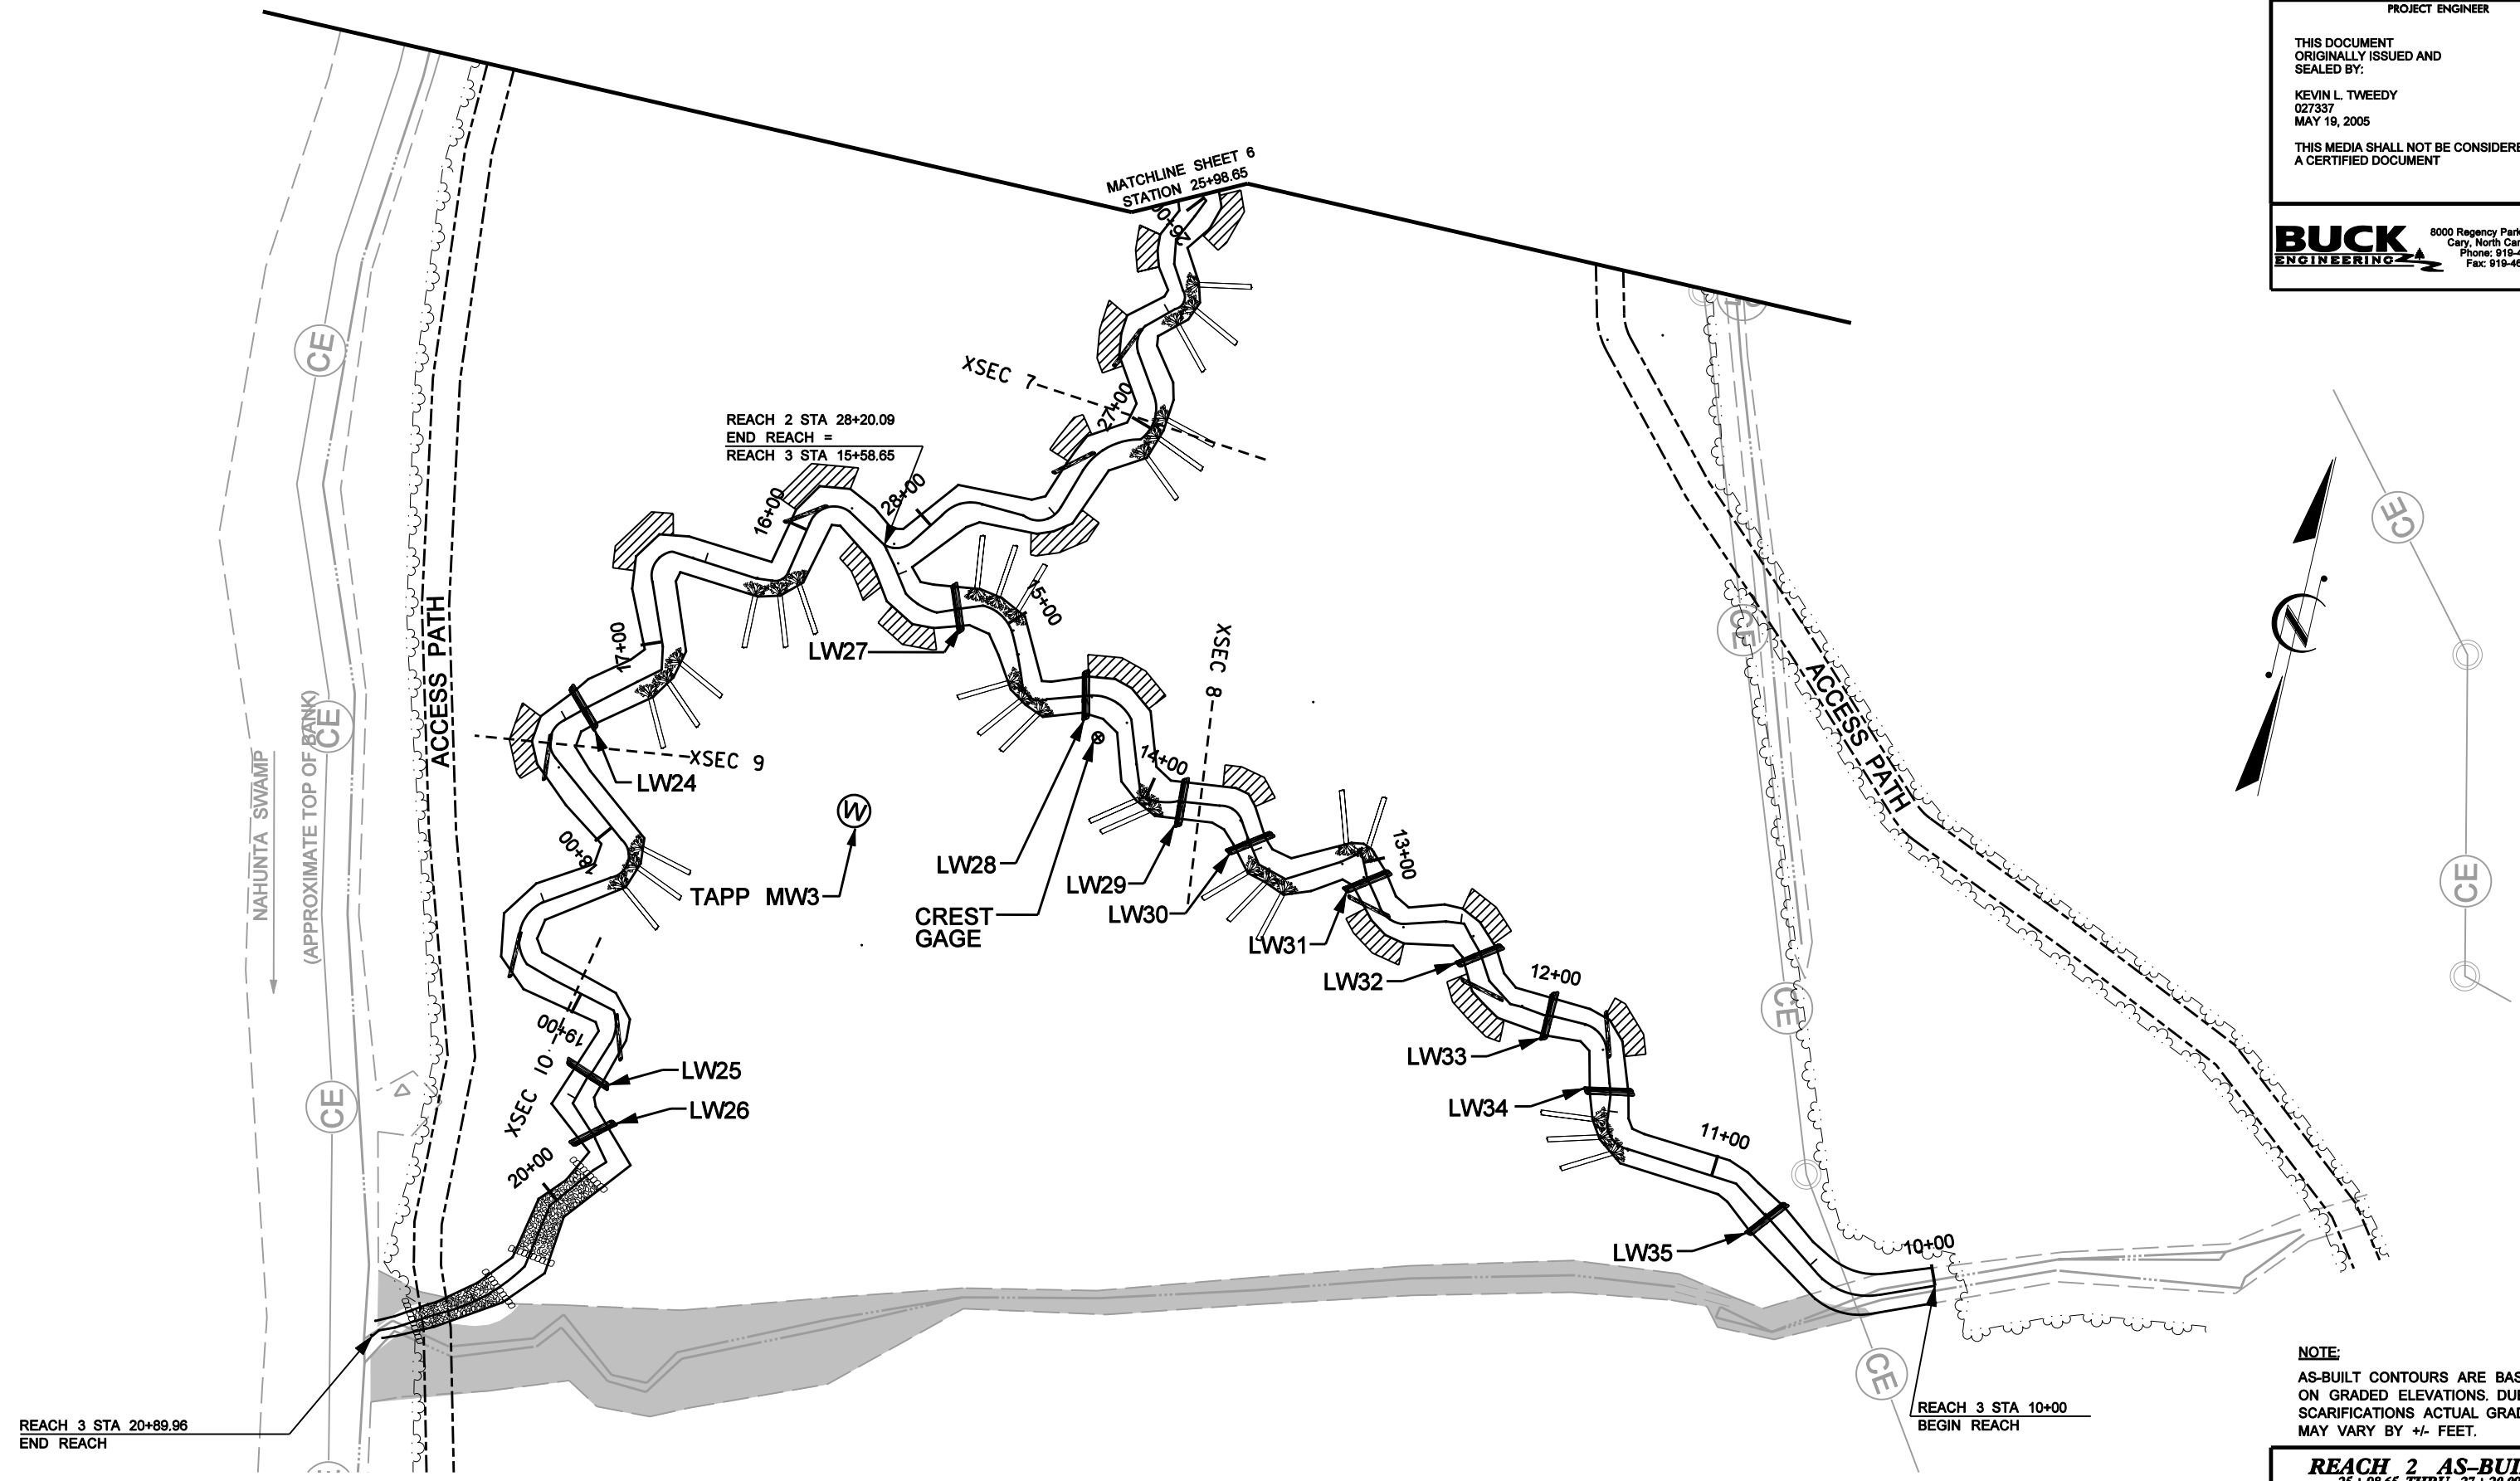 PROJECT ENGINEER
THIS DOCUMENT
ORIGINALLY ISSUED AND
SEALED BY:
KEVIN L. TWEEDY
027337
MAY 19, 2005
THIS MEDIA SHALL NOT BE CONSIDERE
A CERTIFIED DOCUMENT
BUCK
ENGINEERING
8000 Regency Park
Cary, North Car
Phone: 919-4
Fax: 919-46
MATCHLINE SHEET 6
STATION 25+98.65
26+00
CE
XSEC 7
27+00
REACH 2 STA 28+20.09
END REACH =
REACH 3 STA 15+58.65
28+00
16+00
CE
15+00
17+00
LW27
XSEC 8
CE
ACCESS PATH
ACCESS PATH
CE
(APPROXIMATE TOP OF BANK)
NAHUNTA SWAMP
XSEC 9
LW24
14+00
W
18+00
LW28
13+00
TAPP MW3
LW29
CE
CREST
GAGE
LW30
LW31
LW32
12+00
CE
19+00
XSEC 10
LW33
LW25
LW34
CE
LW26
11+00
20+00
LW35
10+00
CE
REACH 3 STA 20+89.96
END REACH
REACH 3 STA 10+00
BEGIN REACH
NOTE:
AS-BUILT CONTOURS ARE BAS
ON GRADED ELEVATIONS. DU
SCARIFICATIONS ACTUAL GRAD
MAY VARY BY +/- FEET.
REACH 2 AS-BUI